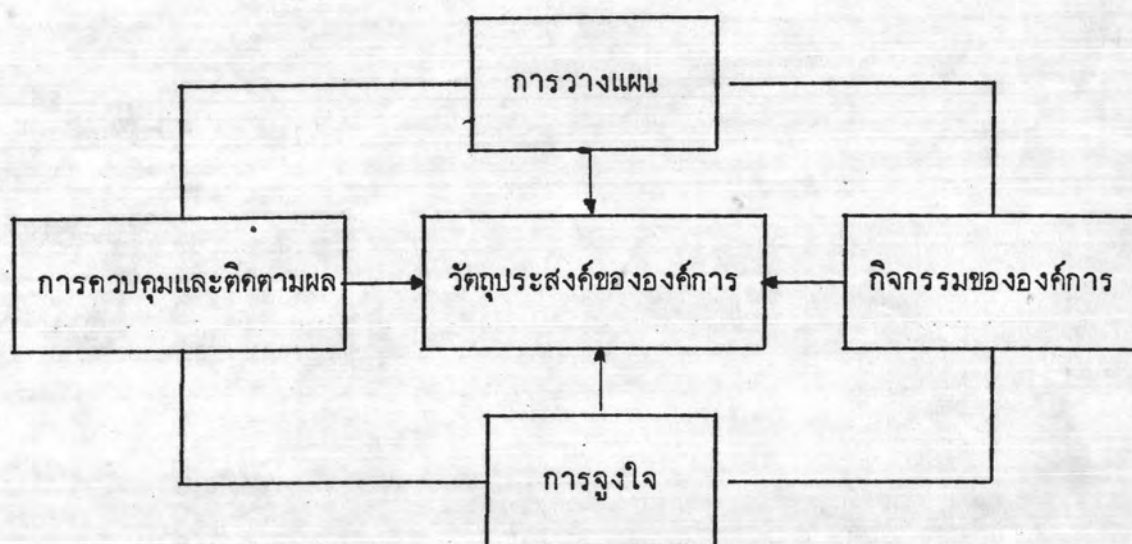 การวางแผน
การควบคุมและติดตามผล
วัตถุประสงค์ขององค์การ
กิจกรรมขององค์การ
การจูงใจ